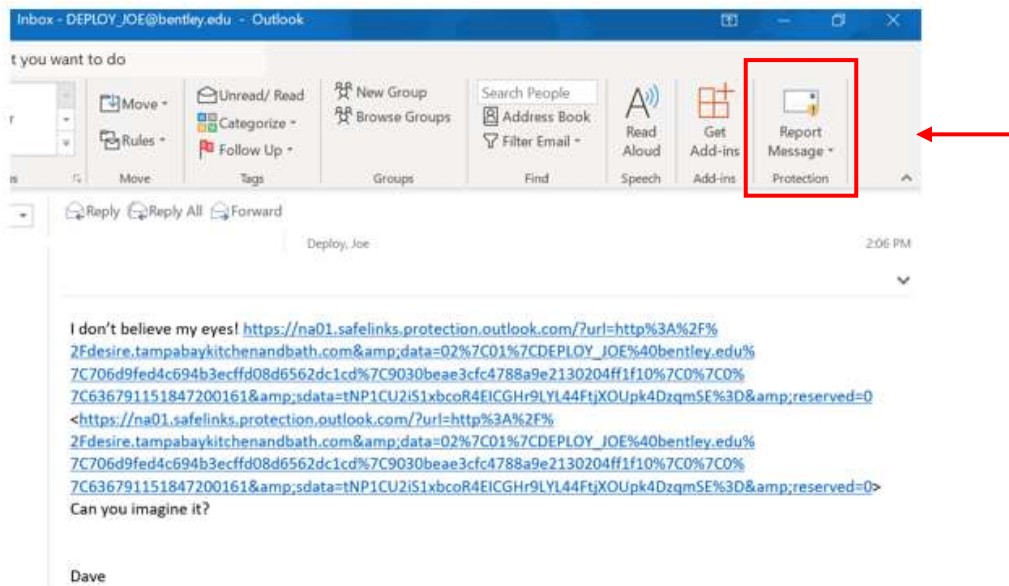 Inbox - DEPLOY_JOE@bentley.edu - Outlook
t you want to do
Move
Rules
Move
Unread/ Read
Categorize
Follow Up
Tags
New Group
Browse Groups
Groups
Search People
Address Book
Filter Email
Find
Read
Aloud
Speech
Get
Add-ins
Add-ins
Report
Message
Protection
Reply Reply All Forward
Deploy, Joe 2:06 PM
I don't believe my eyes! https://na01.safelinks.protection.outlook.com/?url=http%3A%2F%
2Fdesire.tampabaykitchenandbath.com&amp;data=02%7C01%7CDEPLOY_JOE%40bentley.edu%
7C706d9fed4c694b3ecffd08d6562dc1cd%7C9030beae3cfc4788a9e2130204ff1f10%7C0%7C0%
7C636791151847200161&amp;sdata=tNP1CU2iS1xbcoR4EICGHr9LYL44FtjXOUpk4DzqmSE%3D&amp;reserved=0
<https://na01.safelinks.protection.outlook.com/?url=http%3A%2F%
2Fdesire.tampabaykitchenandbath.com&amp;data=02%7C01%7CDEPLOY_JOE%40bentley.edu%
7C706d9fed4c694b3ecffd08d6562dc1cd%7C9030beae3cfc4788a9e2130204ff1f10%7C0%7C0%
7C636791151847200161&amp;sdata=tNP1CU2iS1xbcoR4EICGHr9LYL44FtjXOUpk4DzqmSE%3D&amp;reserved=0>
Can you imagine it?
Dave